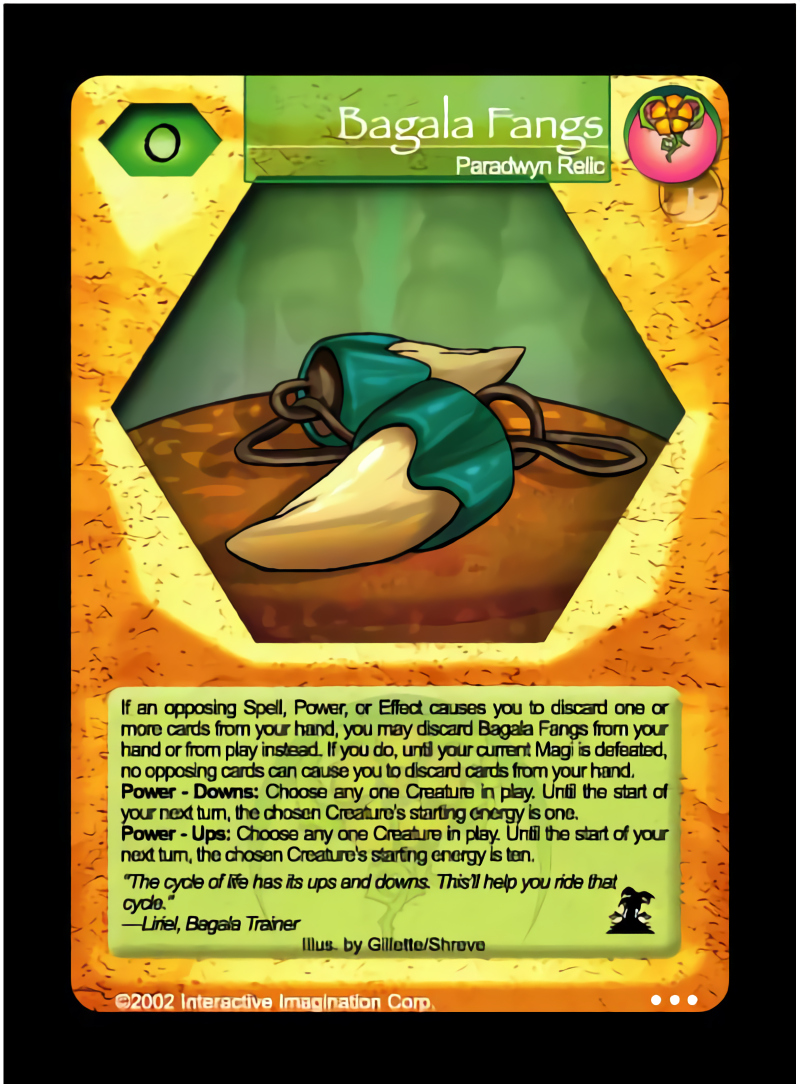 0
Bagala Fangs
Paradwyn Relic
If an opposing Spell, Power, or Effect causes you to discard one or
more cards from your hand, you may discard Bagala Fangs from your
hand or from play instead. If you do, until your current Magi is defeated,
no opposing cards can cause you to discard cards from your hand.
Power - Downs: Choose any one Creature in play. Until the start of
your next turn, the chosen Creature's starting energy is one.
Power - Ups: Choose any one Creature in play. Until the start of your
next turn, the chosen Creature's starting energy is ten.
"The cycle of life has its ups and downs. This'll help you ride that
cycle."
—Liriel, Bagala Trainer
Illus. by Gillette/Shreve
©2002 Interactive Imagination Corp.